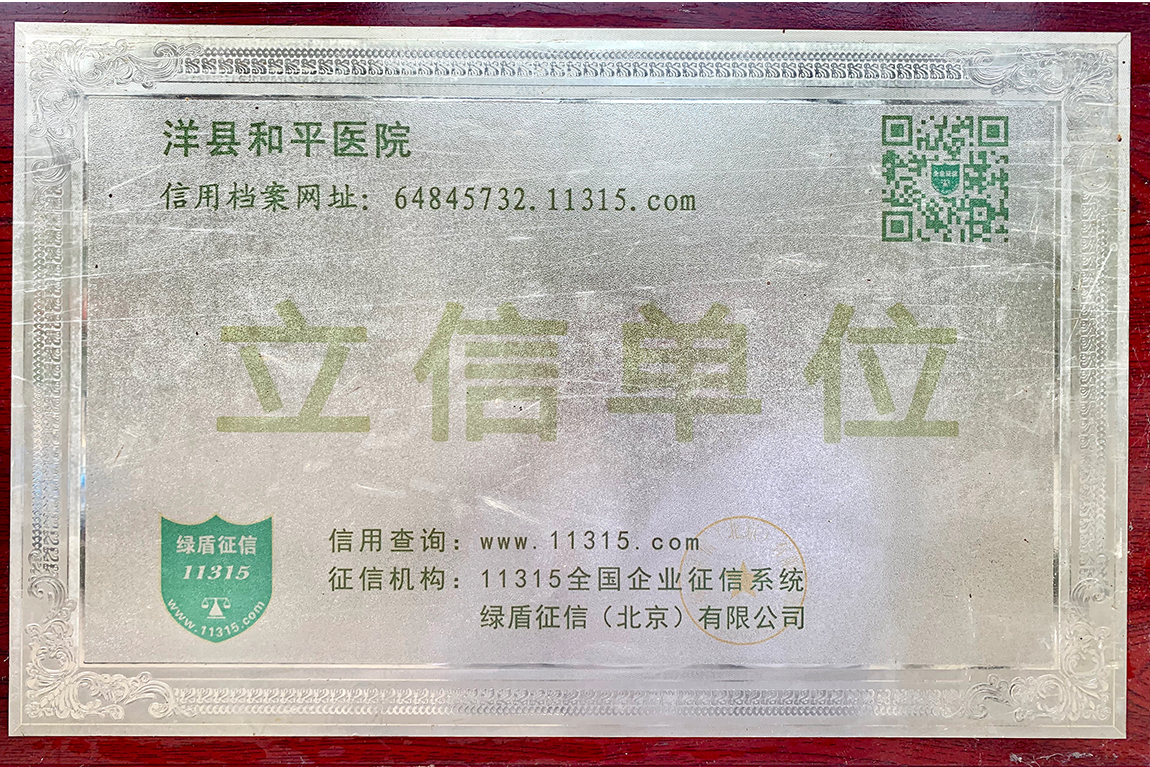 洋县和平医院
信用档案网址：64845732.11315.com
立信单位
绿盾征信
11315
www.11315.com
信用查询：www.11315.com
征信机构：11315全国企业征信系统
绿盾征信（北京）有限公司